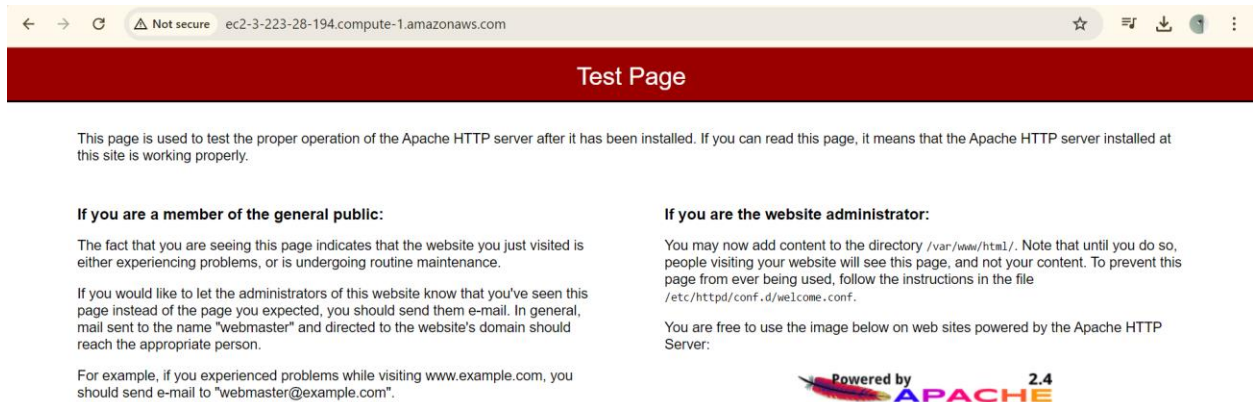 Not secure ec2-3-223-28-194.compute-1.amazonaws.com
Test Page
This page is used to test the proper operation of the Apache HTTP server after it has been installed. If you can read this page, it means that the Apache HTTP server installed at
this site is working properly.
If you are a member of the general public:
The fact that you are seeing this page indicates that the website you just visited is
either experiencing problems, or is undergoing routine maintenance.
If you would like to let the administrators of this website know that you've seen this
page instead of the page you expected, you should send them e-mail. In general,
mail sent to the name "webmaster" and directed to the website's domain should
reach the appropriate person.
For example, if you experienced problems while visiting www.example.com, you
should send e-mail to "webmaster@example.com".
If you are the website administrator:
You may now add content to the directory /var/www/html/. Note that until you do so,
people visiting your website will see this page, and not your content. To prevent this
page from ever being used, follow the instructions in the file
/etc/httpd/conf.d/welcome.conf.
You are free to use the image below on web sites powered by the Apache HTTP
Server:
Powered by 2.4
APACHE